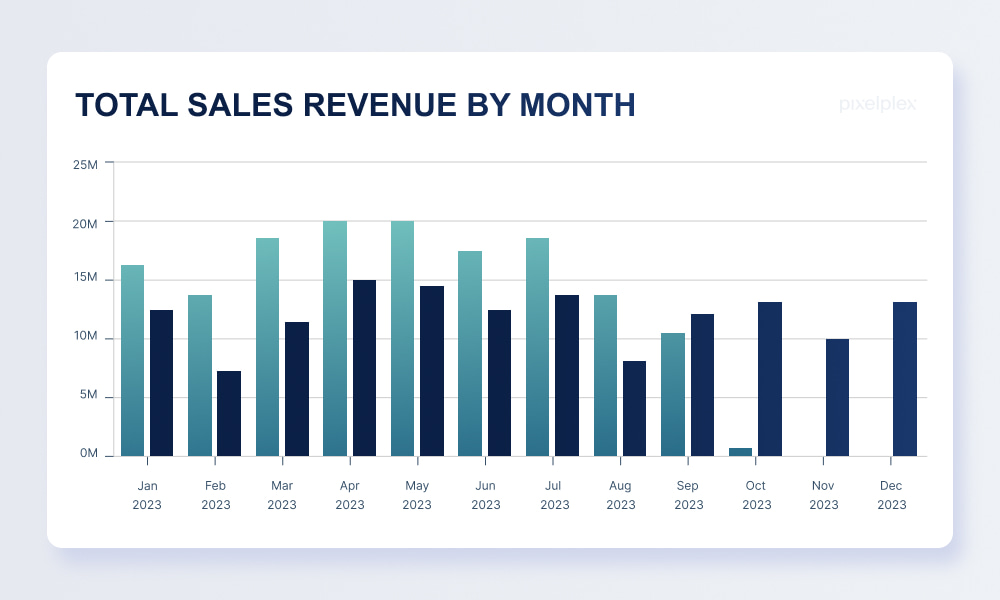 TOTAL SALES REVENUE BY MONTH
pixelplex
25M
20M
15M
10M
5M
0M
Jan Feb Mar Apr May Jun Jul Aug Sep Oct Nov Dec
2023 2023 2023 2023 2023 2023 2023 2023 2023 2023 2023 2023